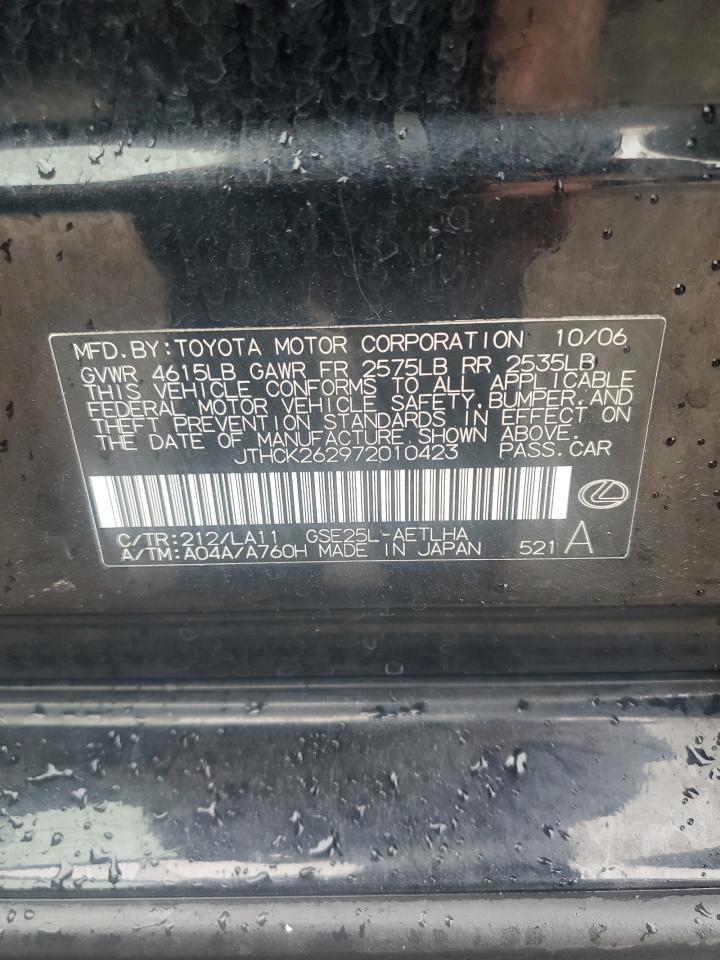 MFD.BY:TOYOTA MOTOR CORPORATION 10/06
GVWR 4615LB GAWR FR 2575LB RR 2535LB
THIS VEHICLE CONFORMS TO ALL APPLICABLE
FEDERAL MOTOR VEHICLE SAFETY,BUMPER,AND
THEFT PREVENTION STANDARDS IN EFFECT ON
THE DATE OF MANUFACTURE SHOWN ABOVE.
JTHCK262972010423 PASS.CAR
C/TR:212/LA11 GSE25L-AETLHA
A/TM:A04A/A760H MADE IN JAPAN 521 A